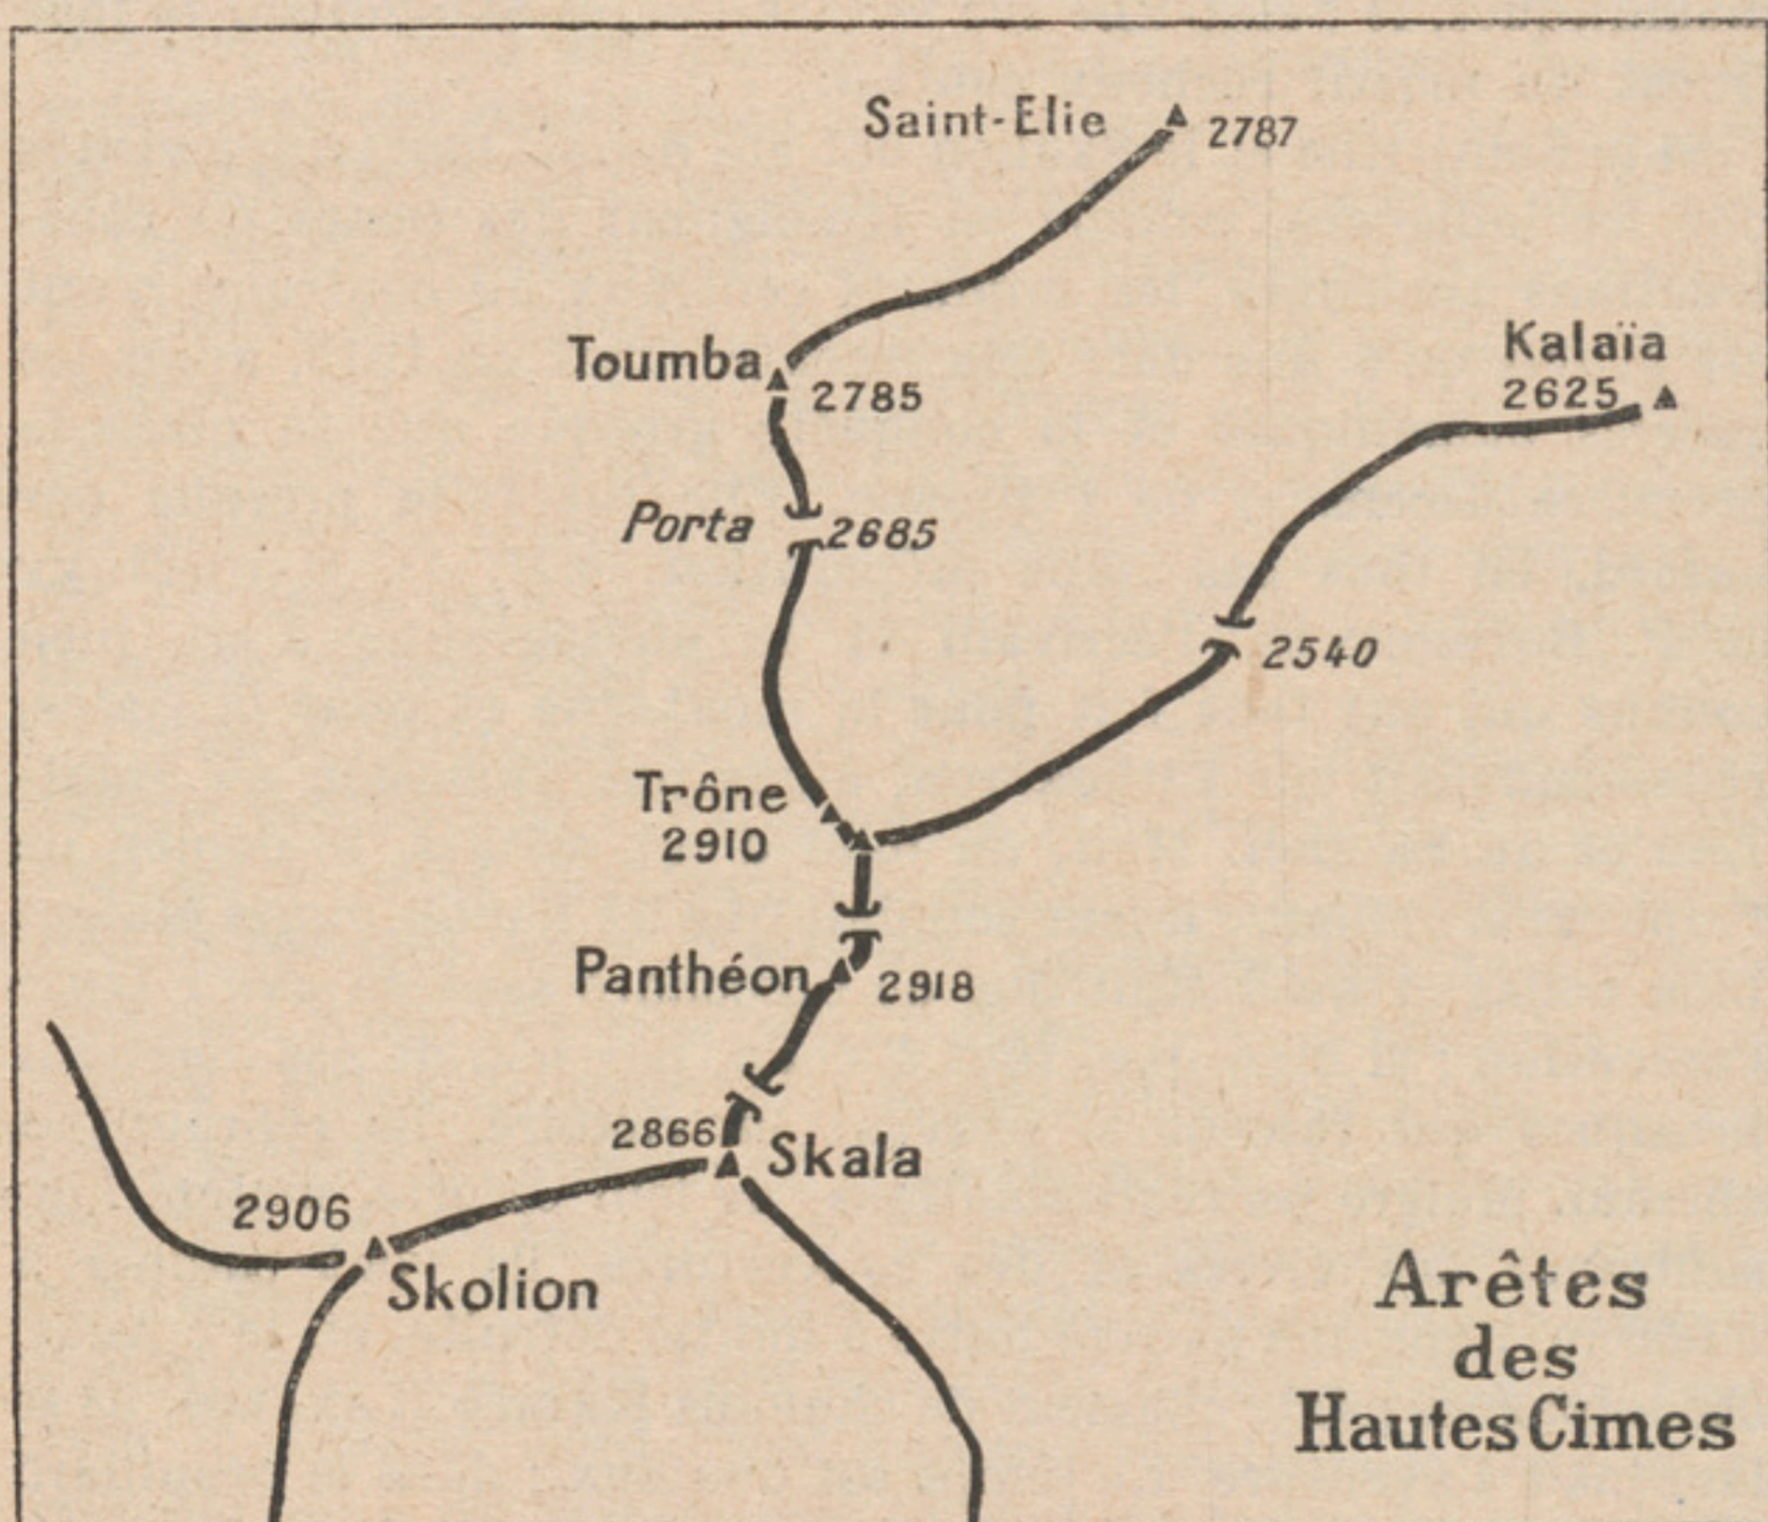 Saint-Elie 2787
Kalaïa
2625
Toumba
2785
Porta 2685
2540
Trône
2910
Panthéon 2918
2866 Skala
2906
Skolion
Arêtes
des
Hautes Cimes